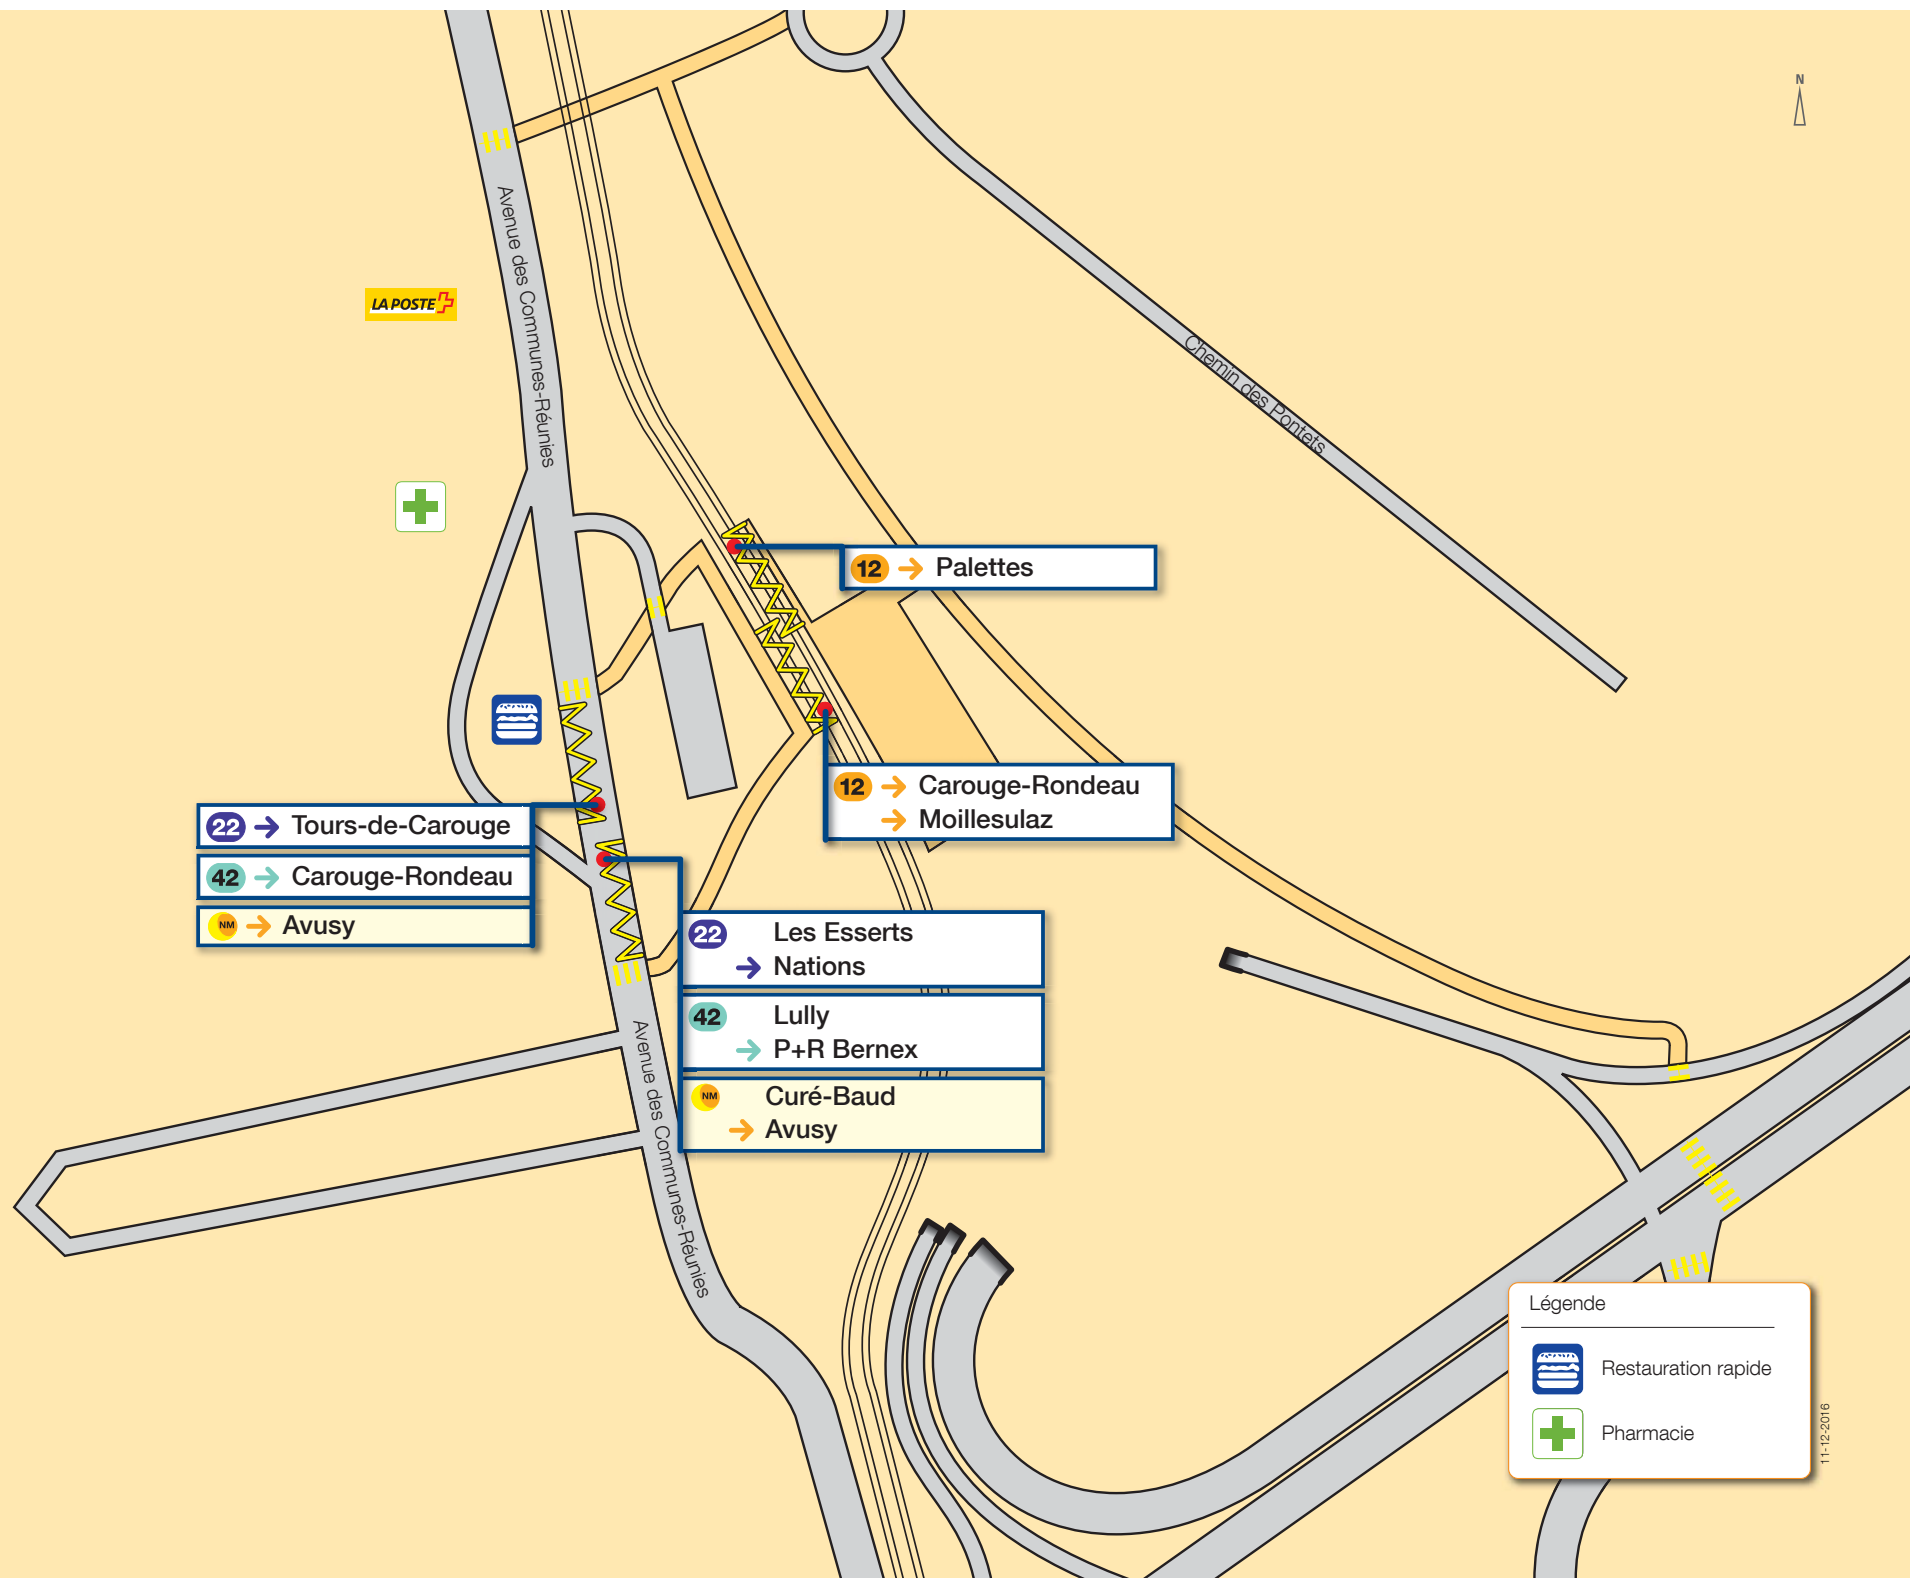 N
Avenue des Communes-Réunies
LA POSTE
Chemin des Pontets
12 → Palettes
12 → Carouge-Rondeau
→ Moillesulaz
22 → Tours-de-Carouge
42 → Carouge-Rondeau
NM → Avusy
22 Les Esserts
→ Nations
42 Lully
→ P+R Bernex
NM Curé-Baud
→ Avusy
Avenue des Communes-Réunies
Légende
Restauration rapide
Pharmacie
11-12-2016